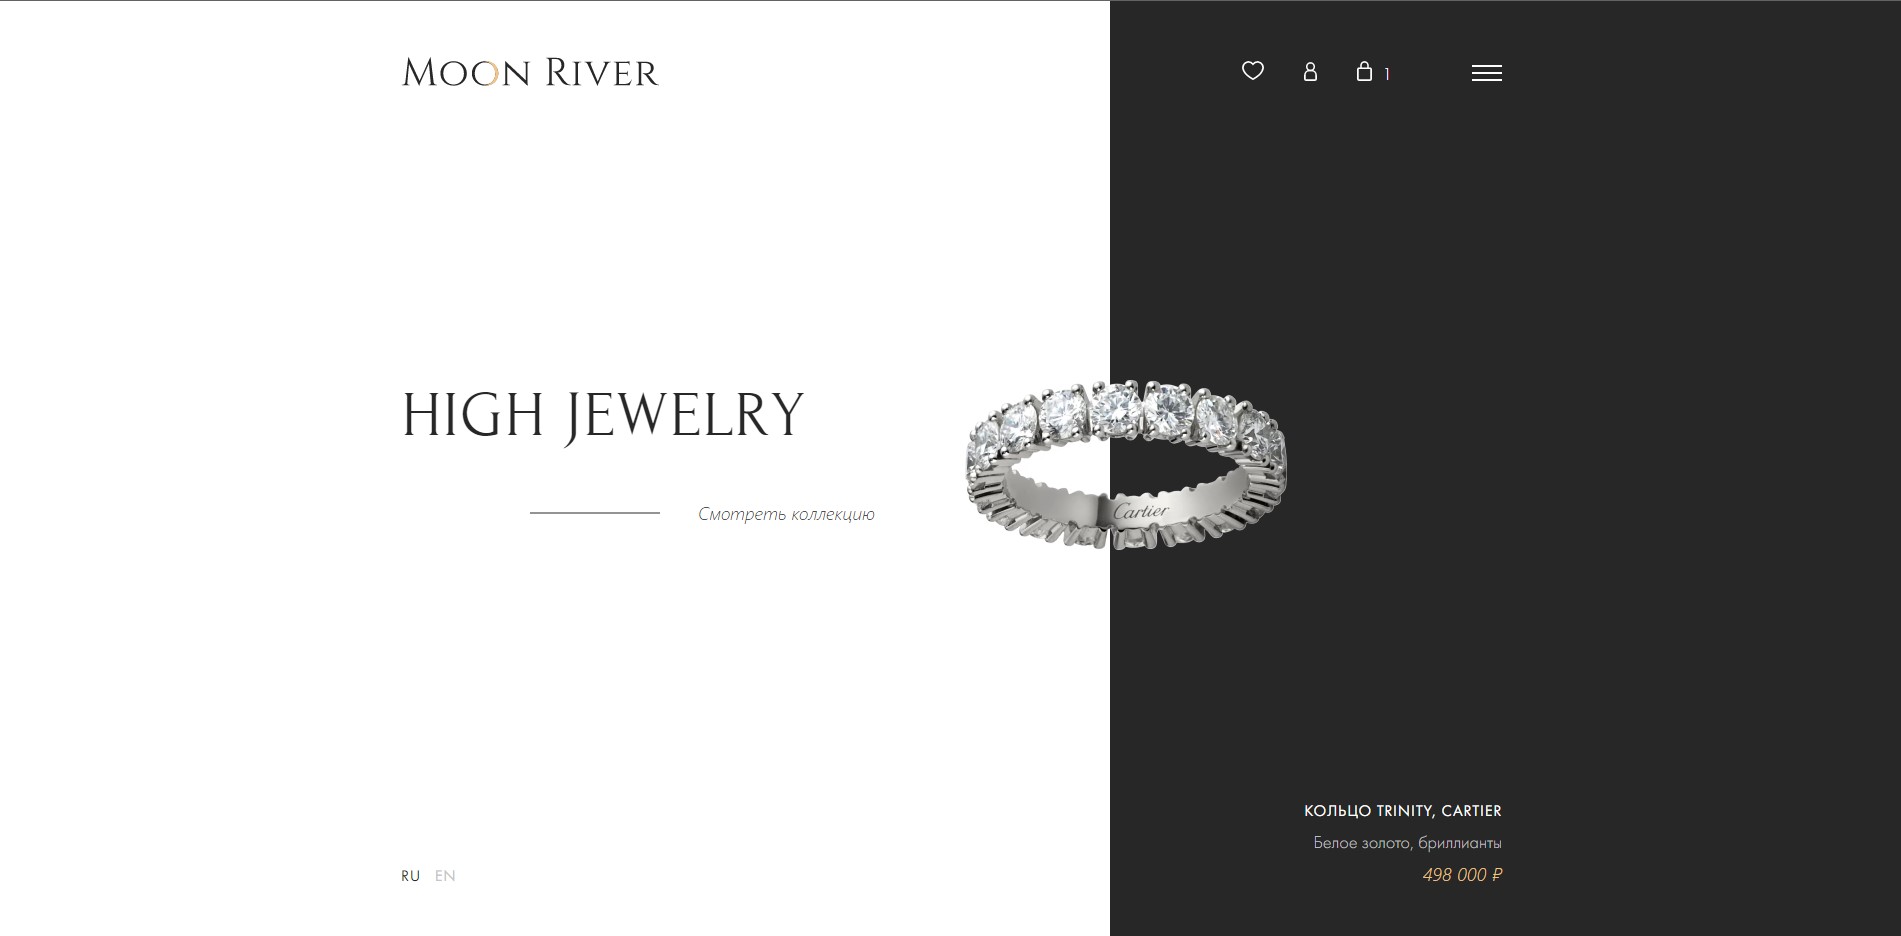 MOON RIVER
1
HIGH JEWELRY
Cartier
Смотреть коллекцию
КОЛЬЦО TRINITY, CARTIER
Белое золото, бриллианты
498 000 ₽
RU EN